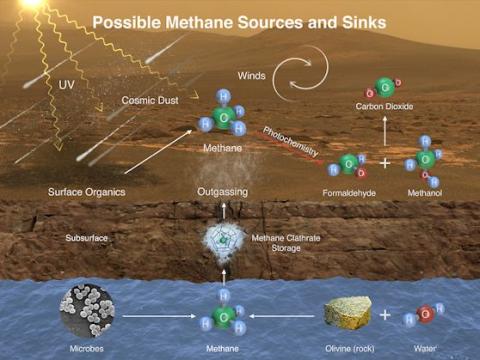 Possible Methane Sources and Sinks
UV
Cosmic Dust
Winds
Carbon Dioxide
Methane
Photochemistry
Surface Organics
Outgassing
Formaldehyde
+
Methanol
Subsurface
Methane Clathrate
Storage
Microbes
Methane
Olivine (rock)
+
Water
H
H
H
H
C
O
C
O
C
H
H
O
C
H
H
H
O
H
H
H
C
H
H
H
O
H